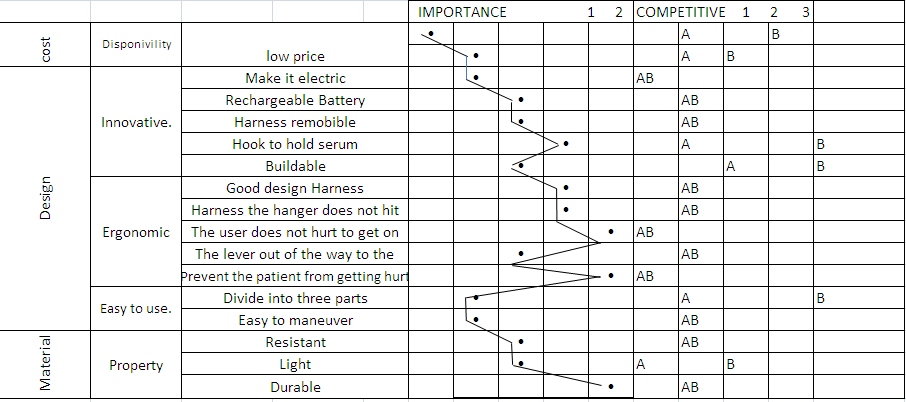 IMPORTANCE 1 2 COMPETITIVE 1 2 3
cost Disponivility A B
low price A B
Design Innovative. Make it electric AB
Rechargeable Battery AB
Harness remobible AB
Hook to hold serum A B
Buildable A B
Ergonomic Good design Harness AB
Harness the hanger does not hit AB
The user does not hurt to get on AB
The lever out of the way to the AB
Prevent the patient from getting hurt AB
Easy to use. Divide into three parts A B
Easy to maneuver AB
Material Property Resistant AB
Light A B
Durable AB